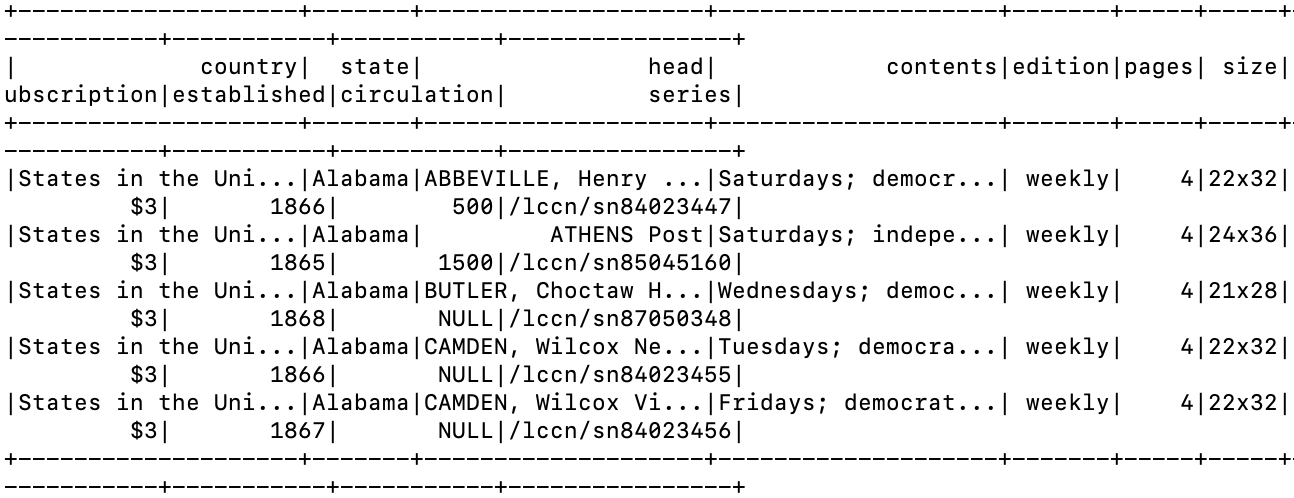 +--------------------+-------+--------------------+--------------------+-------+-----+-----+-
-----------+-----------+-----------+----------------+
|             country|  state|                head|            contents|edition|pages| size|
ubscription|established|circulation|          series|
+--------------------+-------+--------------------+--------------------+-------+-----+-----+-
-----------+-----------+-----------+----------------+
|States in the Uni...|Alabama|ABBEVILLE, Henry ...|Saturdays; democr...| weekly|    4|22x32|
         $3|       1866|        500|/lccn/sn84023447|
|States in the Uni...|Alabama|         ATHENS Post|Saturdays; indepe...| weekly|    4|24x36|
         $3|       1865|       1500|/lccn/sn85045160|
|States in the Uni...|Alabama|BUTLER, Choctaw H...|Wednesdays; democ...| weekly|    4|21x28|
         $3|       1868|       NULL|/lccn/sn87050348|
|States in the Uni...|Alabama|CAMDEN, Wilcox Ne...|Tuesdays; democra...| weekly|    4|22x32|
         $3|       1866|       NULL|/lccn/sn84023455|
|States in the Uni...|Alabama|CAMDEN, Wilcox Vi...|Fridays; democrat...| weekly|    4|22x32|
         $3|       1867|       NULL|/lccn/sn84023456|
+--------------------+-------+--------------------+--------------------+-------+-----+-----+-
-----------+-----------+-----------+----------------+